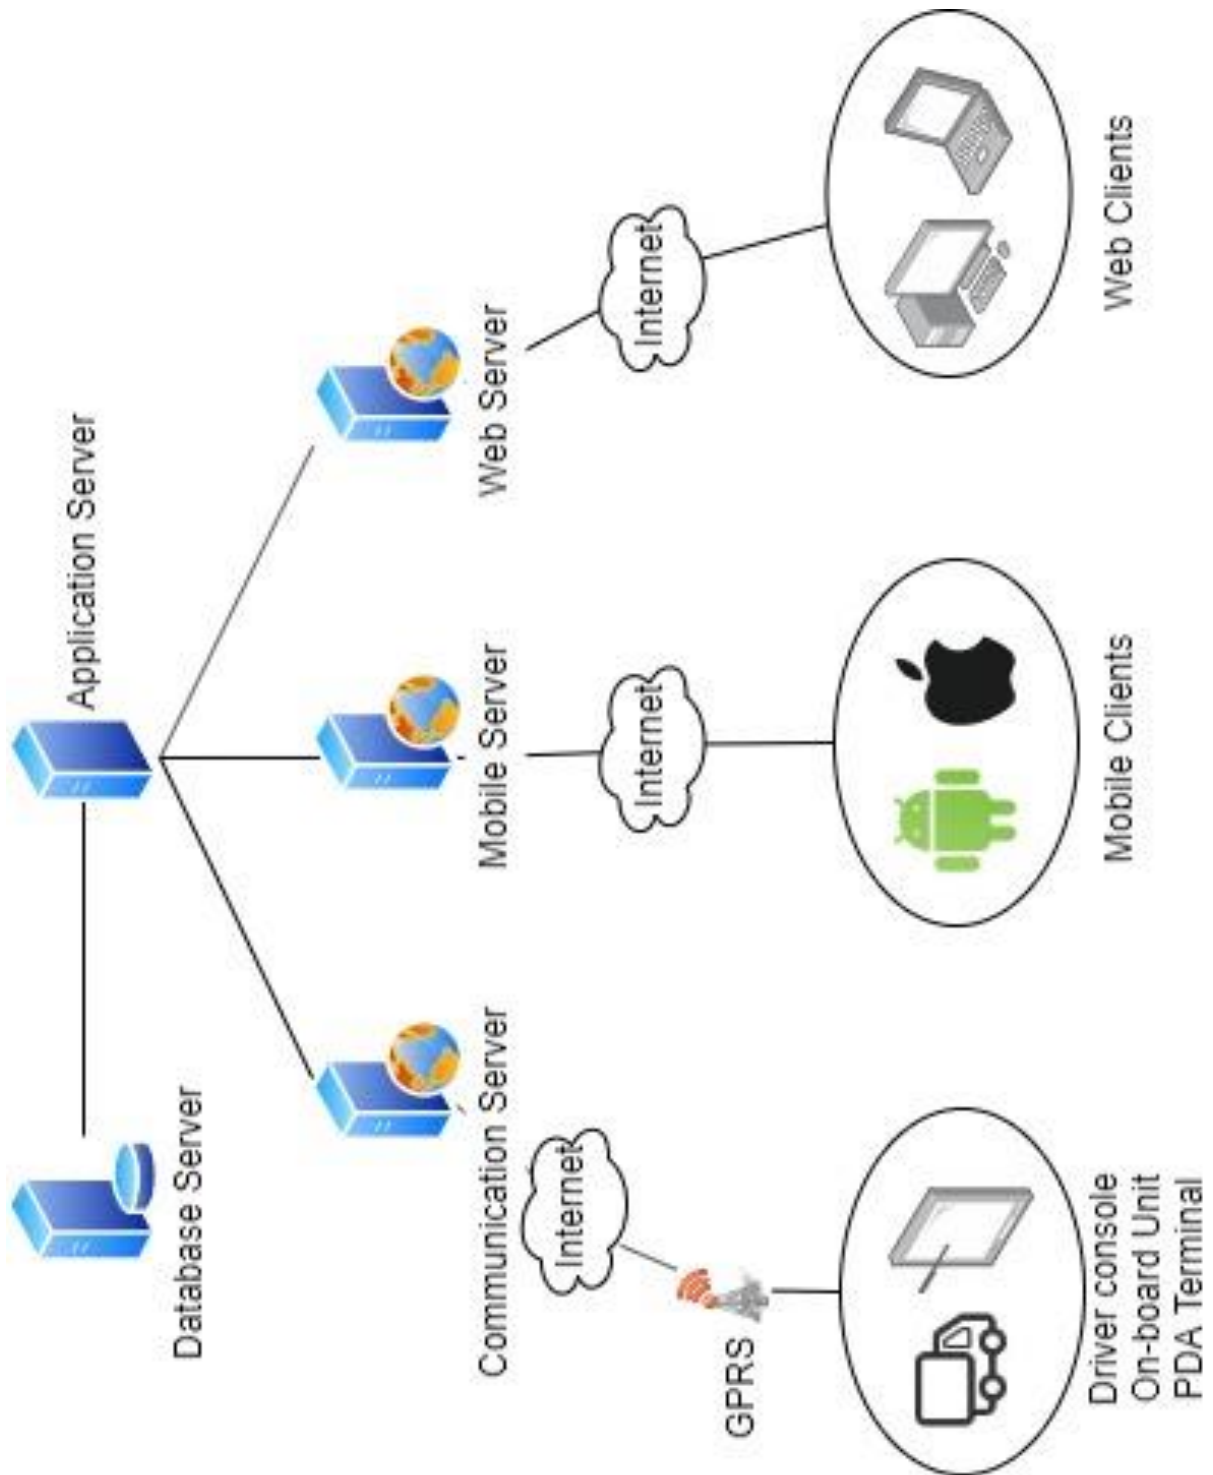 Database Server
Application Server
Communication Server
Mobile Server
Web Server
Internet
Internet
Internet
GPRS
Driver console
On-board Unit
PDA Terminal
Mobile Clients
Web Clients